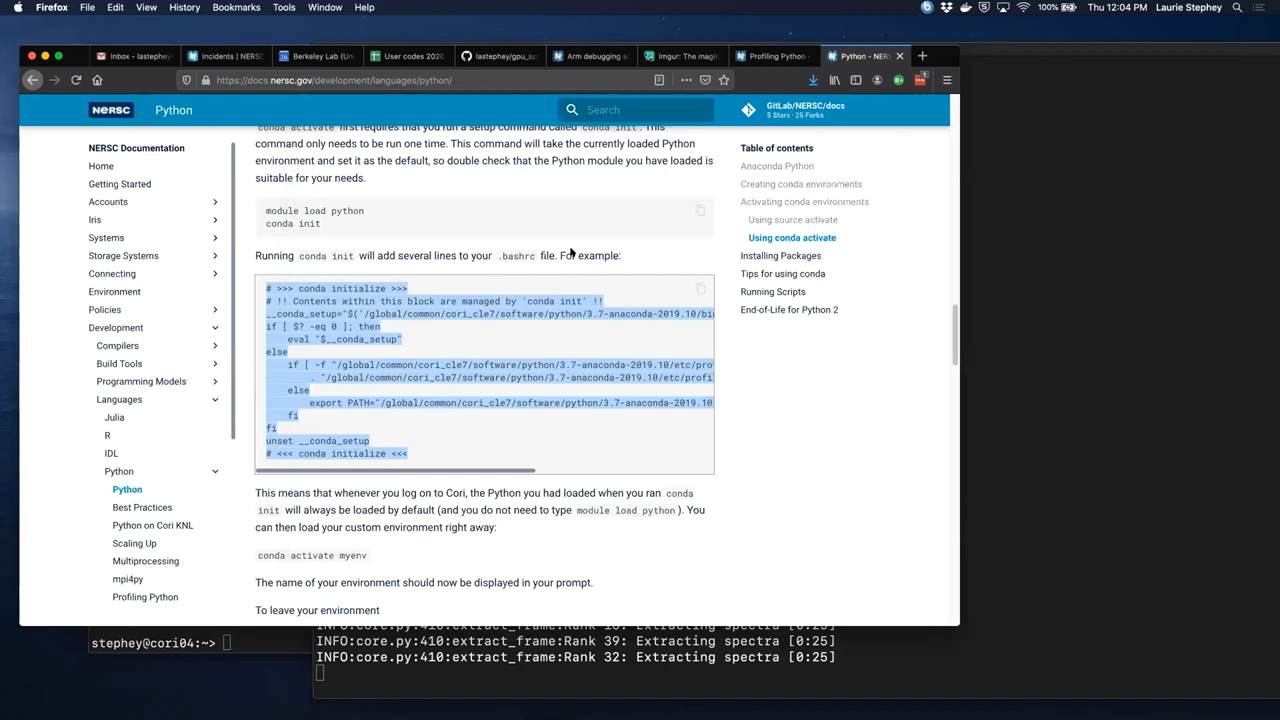 Firefox File Edit View History Bookmarks Tools Window Help 100% Thu 12:04 PM Laurie Stephey
Inbox - lastephey Incidents | NERSC Berkeley Lab (Un User codes 2020 lastephey/gpu_sp Arm debugging a Imgur: The magic Profiling Python - Python - NERS
https://docs.nersc.gov/development/languages/python/
NERSC Python Search GitLab/NERSC/docs
5 Stars · 25 Forks
NERSC Documentation
Home
Getting Started
Accounts
Iris
Systems
Storage Systems
Connecting
Environment
Policies
Development
Compilers
Build Tools
Programming Models
Languages
Julia
R
IDL
Python
Python
Best Practices
Python on Cori KNL
Scaling Up
Multiprocessing
mpi4py
Profiling Python
conda activate first requires that you run a setup command called conda init. This
command only needs to be run one time. This command will take the currently loaded Python
environment and set it as the default, so double check that the Python module you have loaded is
suitable for your needs.
module load python
conda init
Running conda init will add several lines to your .bashrc file. For example:
# >>> conda initialize >>>
# !! Contents within this block are managed by 'conda init' !!
__conda_setup="$('/global/common/cori_cle7/software/python/3.7-anaconda-2019.10/bin
if [ $? -eq 0 ]; then
eval "$__conda_setup"
else
if [ -f "/global/common/cori_cle7/software/python/3.7-anaconda-2019.10/etc/pro
. "/global/common/cori_cle7/software/python/3.7-anaconda-2019.10/etc/profi
else
export PATH="/global/common/cori_cle7/software/python/3.7-anaconda-2019.10
fi
fi
unset __conda_setup
# <<< conda initialize <<<
This means that whenever you log on to Cori, the Python you had loaded when you ran conda
init will always be loaded by default (and you do not need to type module load python). You
can then load your custom environment right away:
conda activate myenv
The name of your environment should now be displayed in your prompt.
To leave your environment
Table of contents
Anaconda Python
Creating conda environments
Activating conda environments
Using source activate
Using conda activate
Installing Packages
Tips for using conda
Running Scripts
End-of-Life for Python 2
stephey@cori04:~>
INFO:core.py:410:extract_frame:Rank Extracting spectra [0:25]
INFO:core.py:410:extract_frame:Rank 39: Extracting spectra [0:25]
INFO:core.py:410:extract_frame:Rank 32: Extracting spectra [0:25]